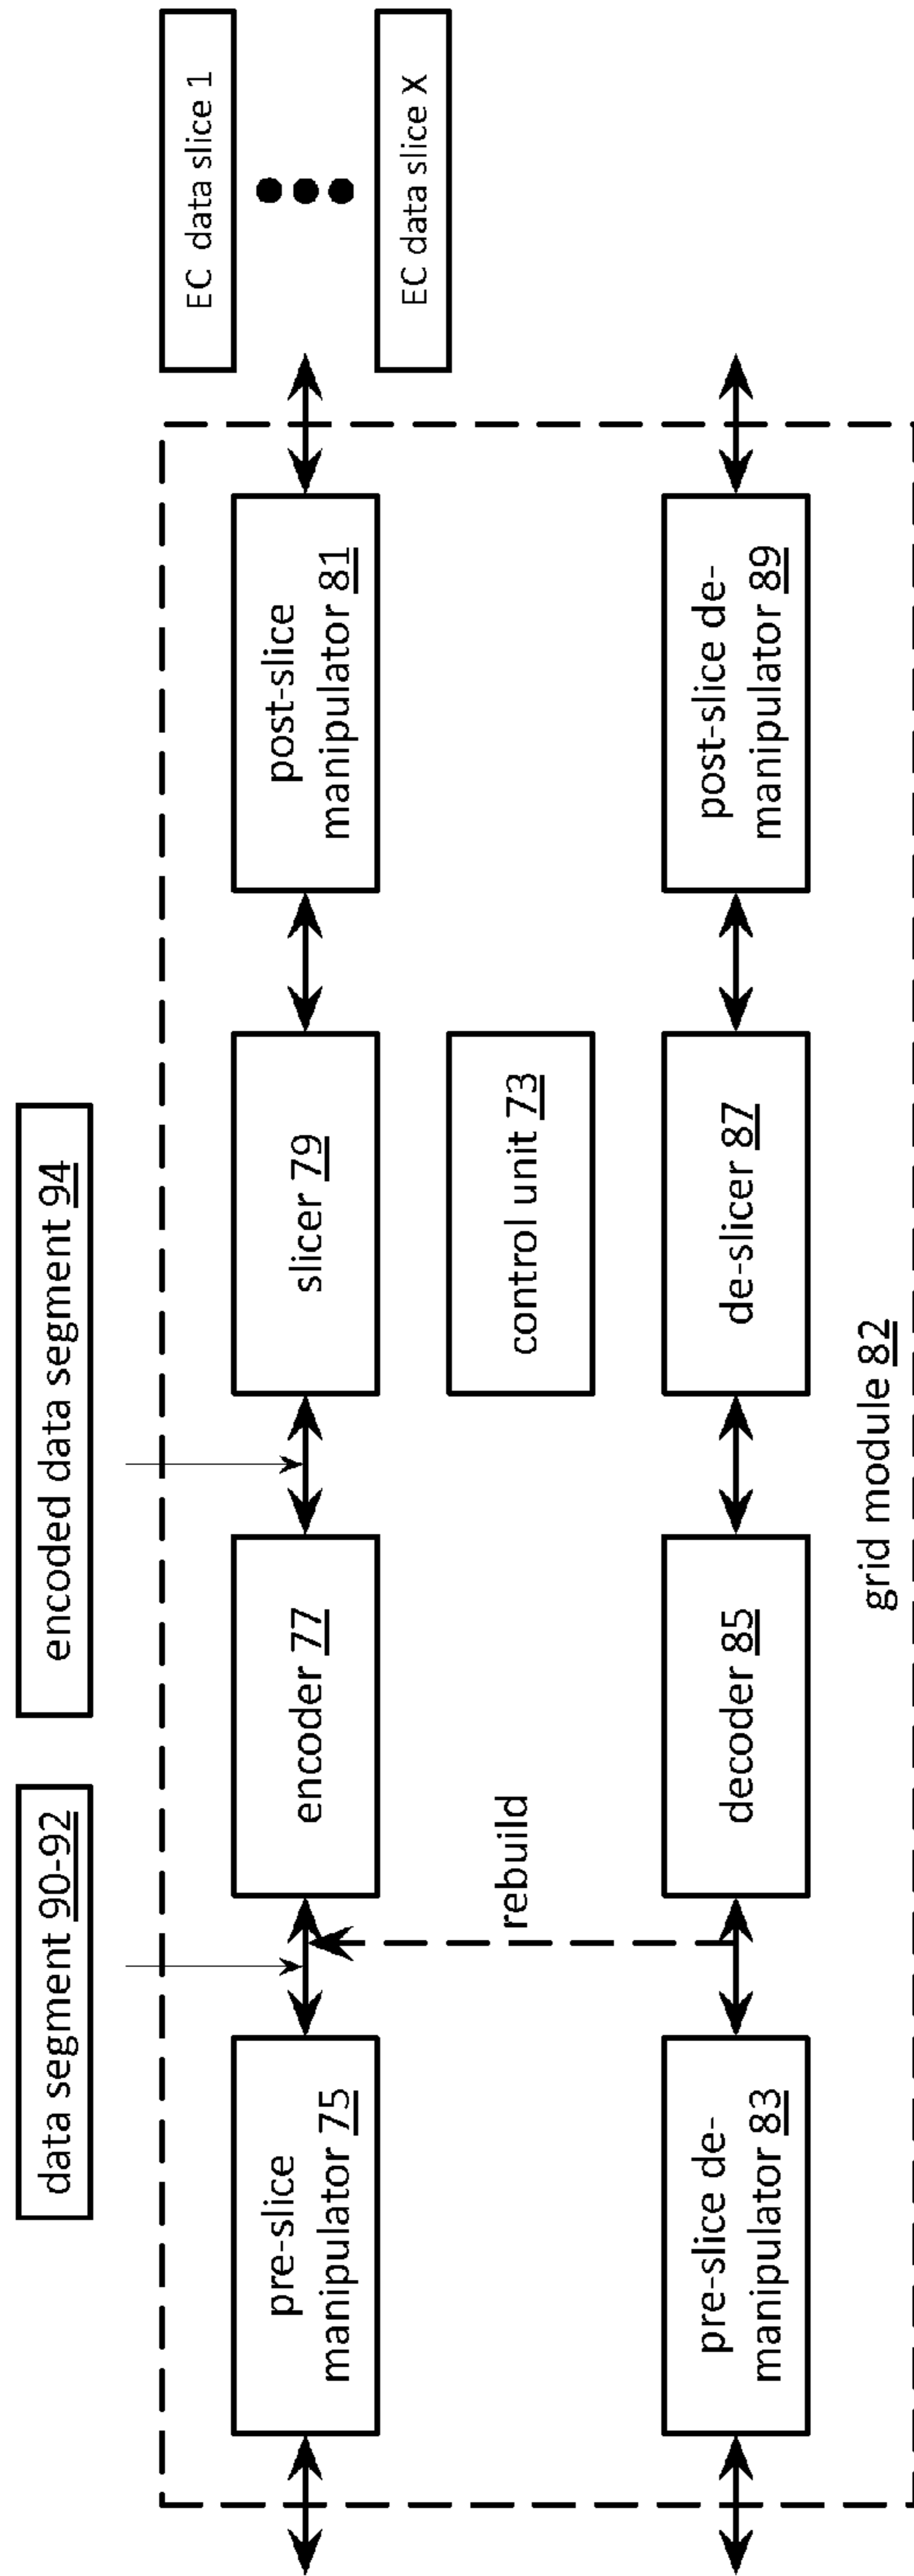 data segment 90-92
encoded data segment 94
pre-slice
manipulator 75
encoder 77
slicer 79
post-slice
manipulator 81
EC data slice 1
EC data slice X
rebuild
control unit 73
pre-slice de-
manipulator 83
decoder 85
de-slicer 87
post-slice de-
manipulator 89
grid module 82